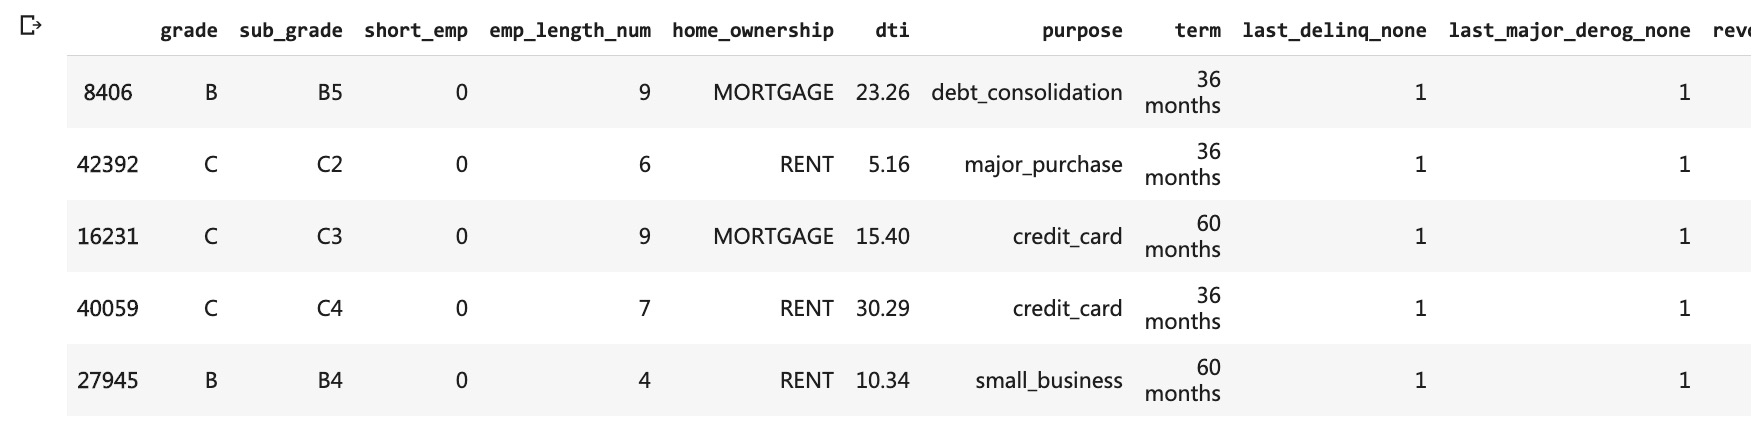 grade sub_grade short_emp emp_length_num home_ownership dti purpose term last_delinq_none last_major_derog_none revo
8406 B B5 0 9 MORTGAGE 23.26 debt_consolidation 36 months 1 1
42392 C C2 0 6 RENT 5.16 major_purchase 36 months 1 1
16231 C C3 0 9 MORTGAGE 15.40 credit_card 60 months 1 1
40059 C C4 0 7 RENT 30.29 credit_card 36 months 1 1
27945 B B4 0 4 RENT 10.34 small_business 60 months 1 1